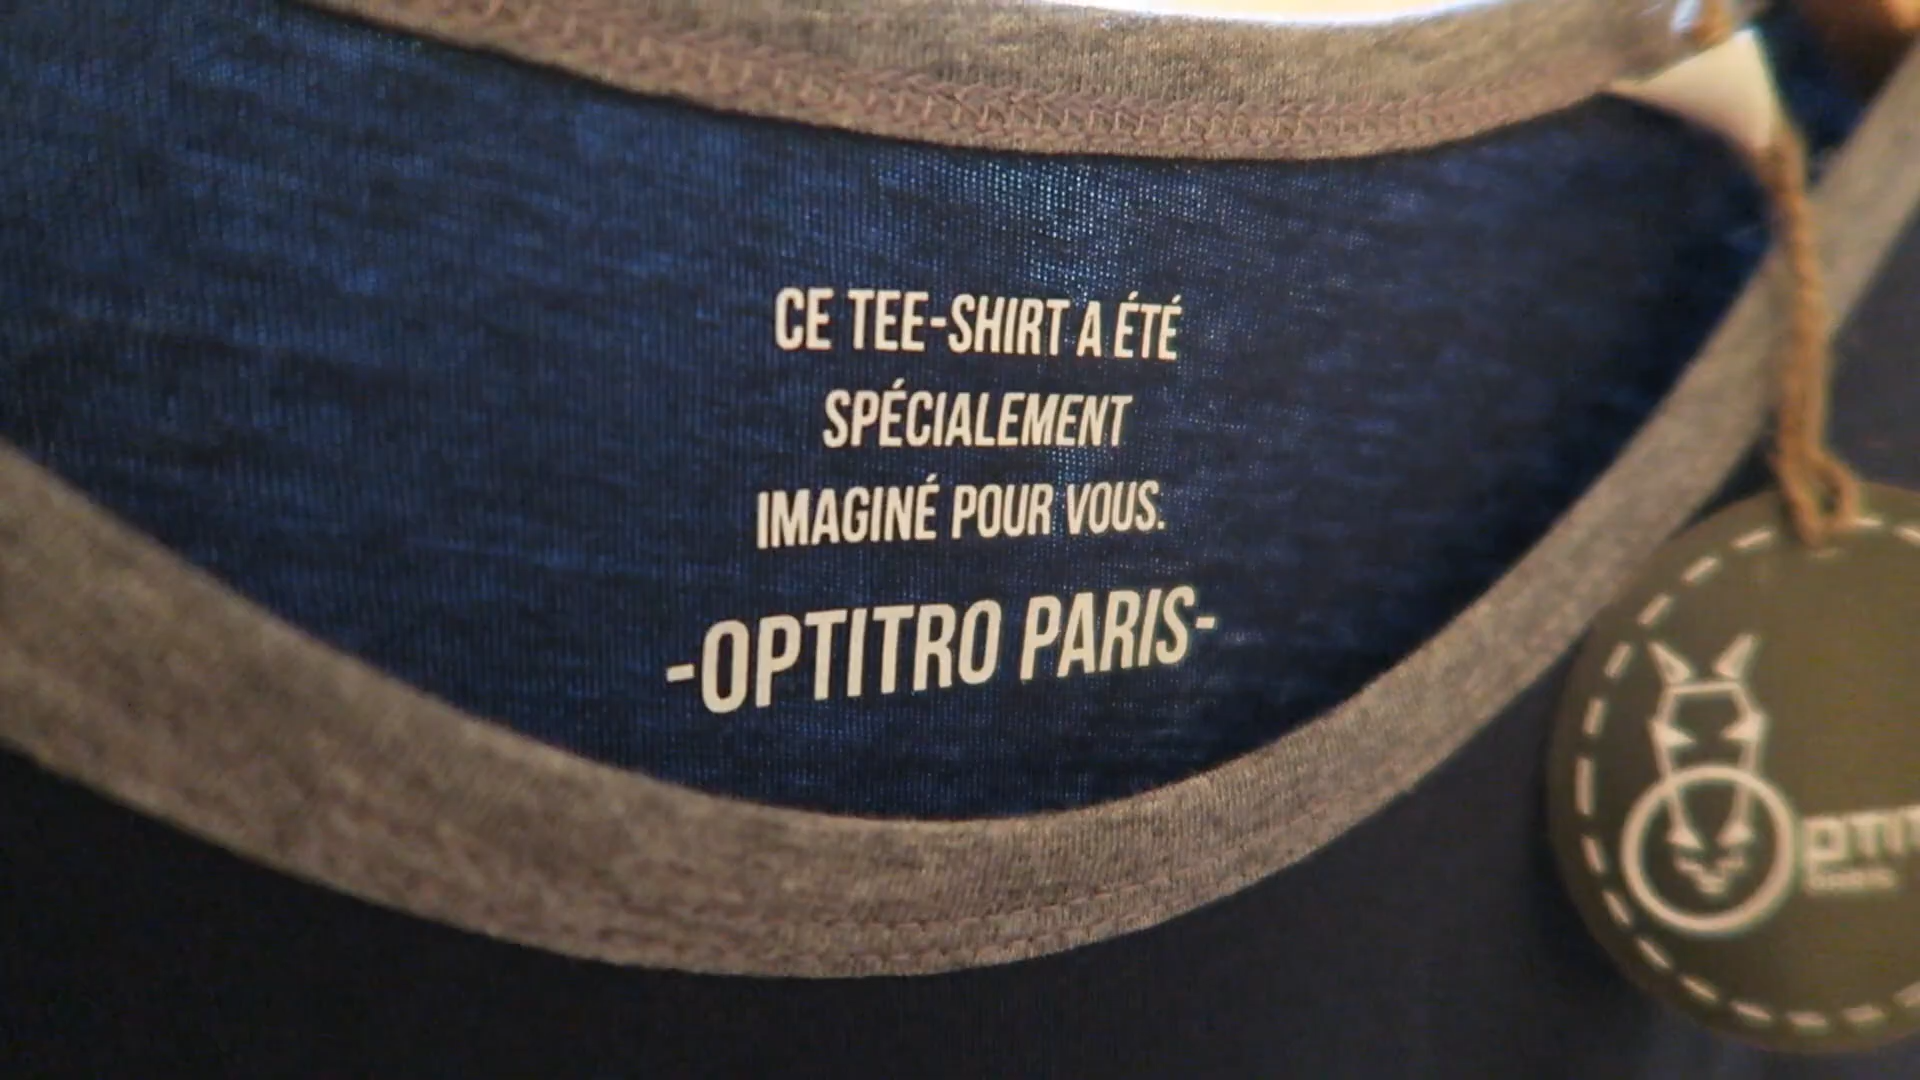 CE TEE-SHIRT A ÉTÉ
SPÉCIALEMENT
IMAGINÉ POUR VOUS.
-OPTITRO PARIS-